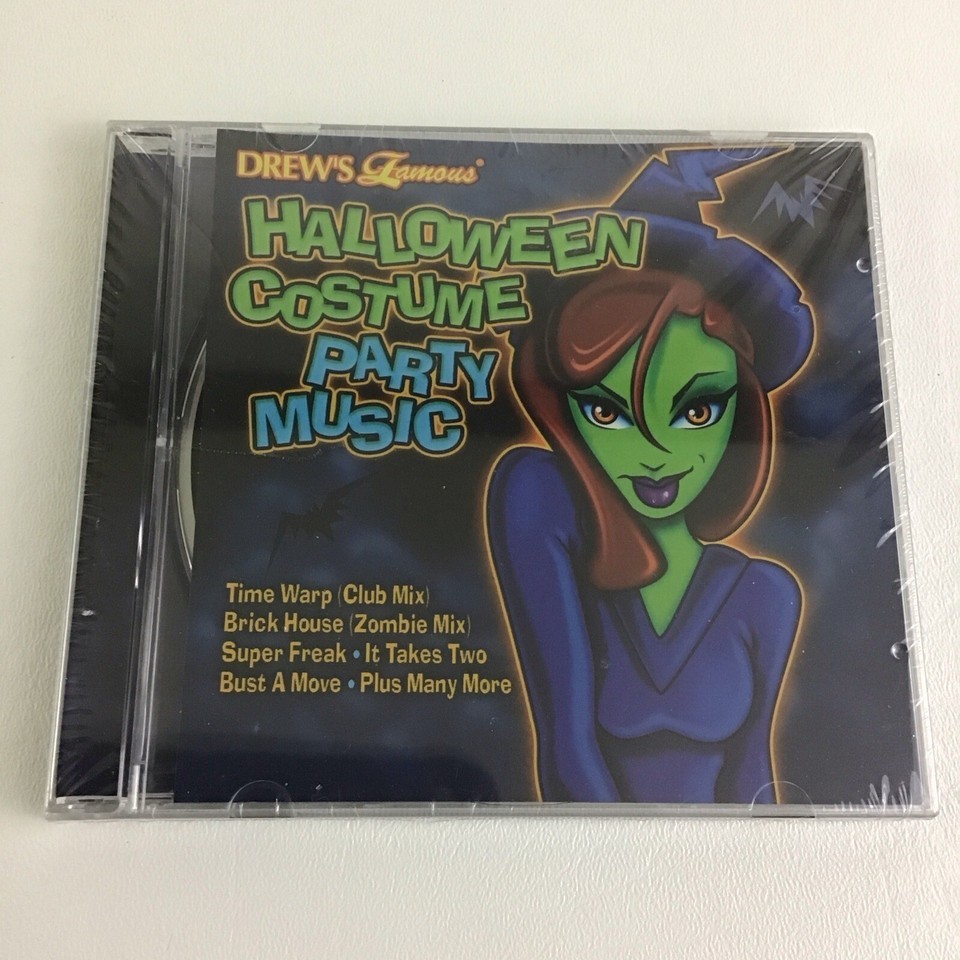 DREW'S Famous®
HALLOWEEN
COSTUME
PARTY
MUSIC
Time Warp (Club Mix)
Brick House (Zombie Mix)
Super Freak • It Takes Two
Bust A Move • Plus Many More